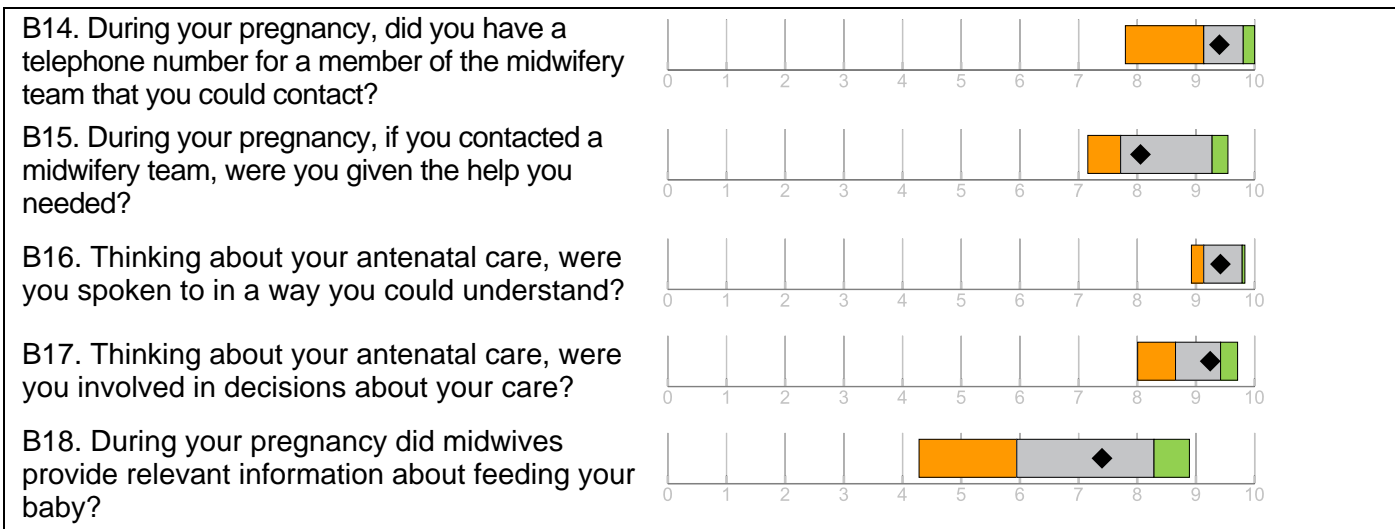 B14. During your pregnancy, did you have a
telephone number for a member of the midwifery
team that you could contact?
0 1 2 3 4 5 6 7 8 9 10
B15. During your pregnancy, if you contacted a
midwifery team, were you given the help you
needed?
0 1 2 3 4 5 6 7 8 9 10
B16. Thinking about your antenatal care, were
you spoken to in a way you could understand?
0 1 2 3 4 5 6 7 8 9 10
B17. Thinking about your antenatal care, were
you involved in decisions about your care?
0 1 2 3 4 5 6 7 8 9 10
B18. During your pregnancy did midwives
provide relevant information about feeding your
baby?
0 1 2 3 4 5 6 7 8 9 10